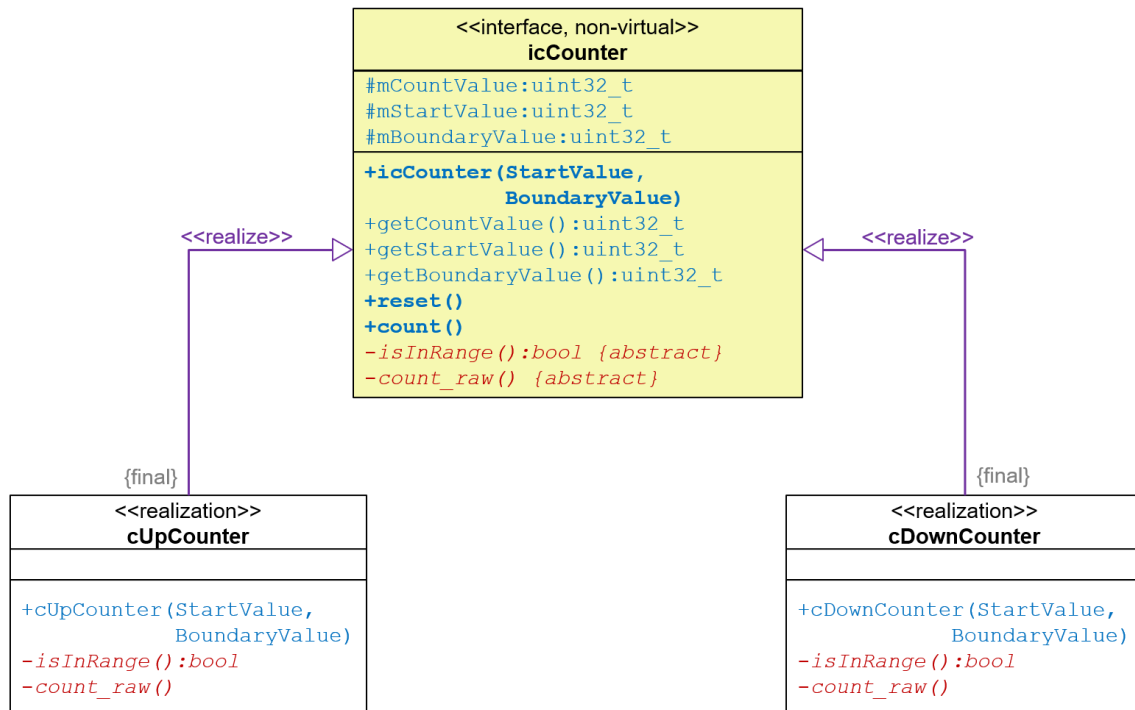 <<interface, non-virtual>>
icCounter
#mCountValue:uint32_t
#mStartValue:uint32_t
#mBoundaryValue:uint32_t
+icCounter(StartValue,
BoundaryValue)
+getCountValue():uint32_t
+getStartValue():uint32_t
+getBoundaryValue():uint32_t
+reset()
+count()
-isInRange():bool {abstract}
-count_raw() {abstract}
<<realize>>
<<realize>>
{final}
<<realization>>
cUpCounter
+cUpCounter(StartValue,
BoundaryValue)
-isInRange():bool
-count_raw()
{final}
<<realization>>
cDownCounter
+cDownCounter(StartValue,
BoundaryValue)
-isInRange():bool
-count_raw()